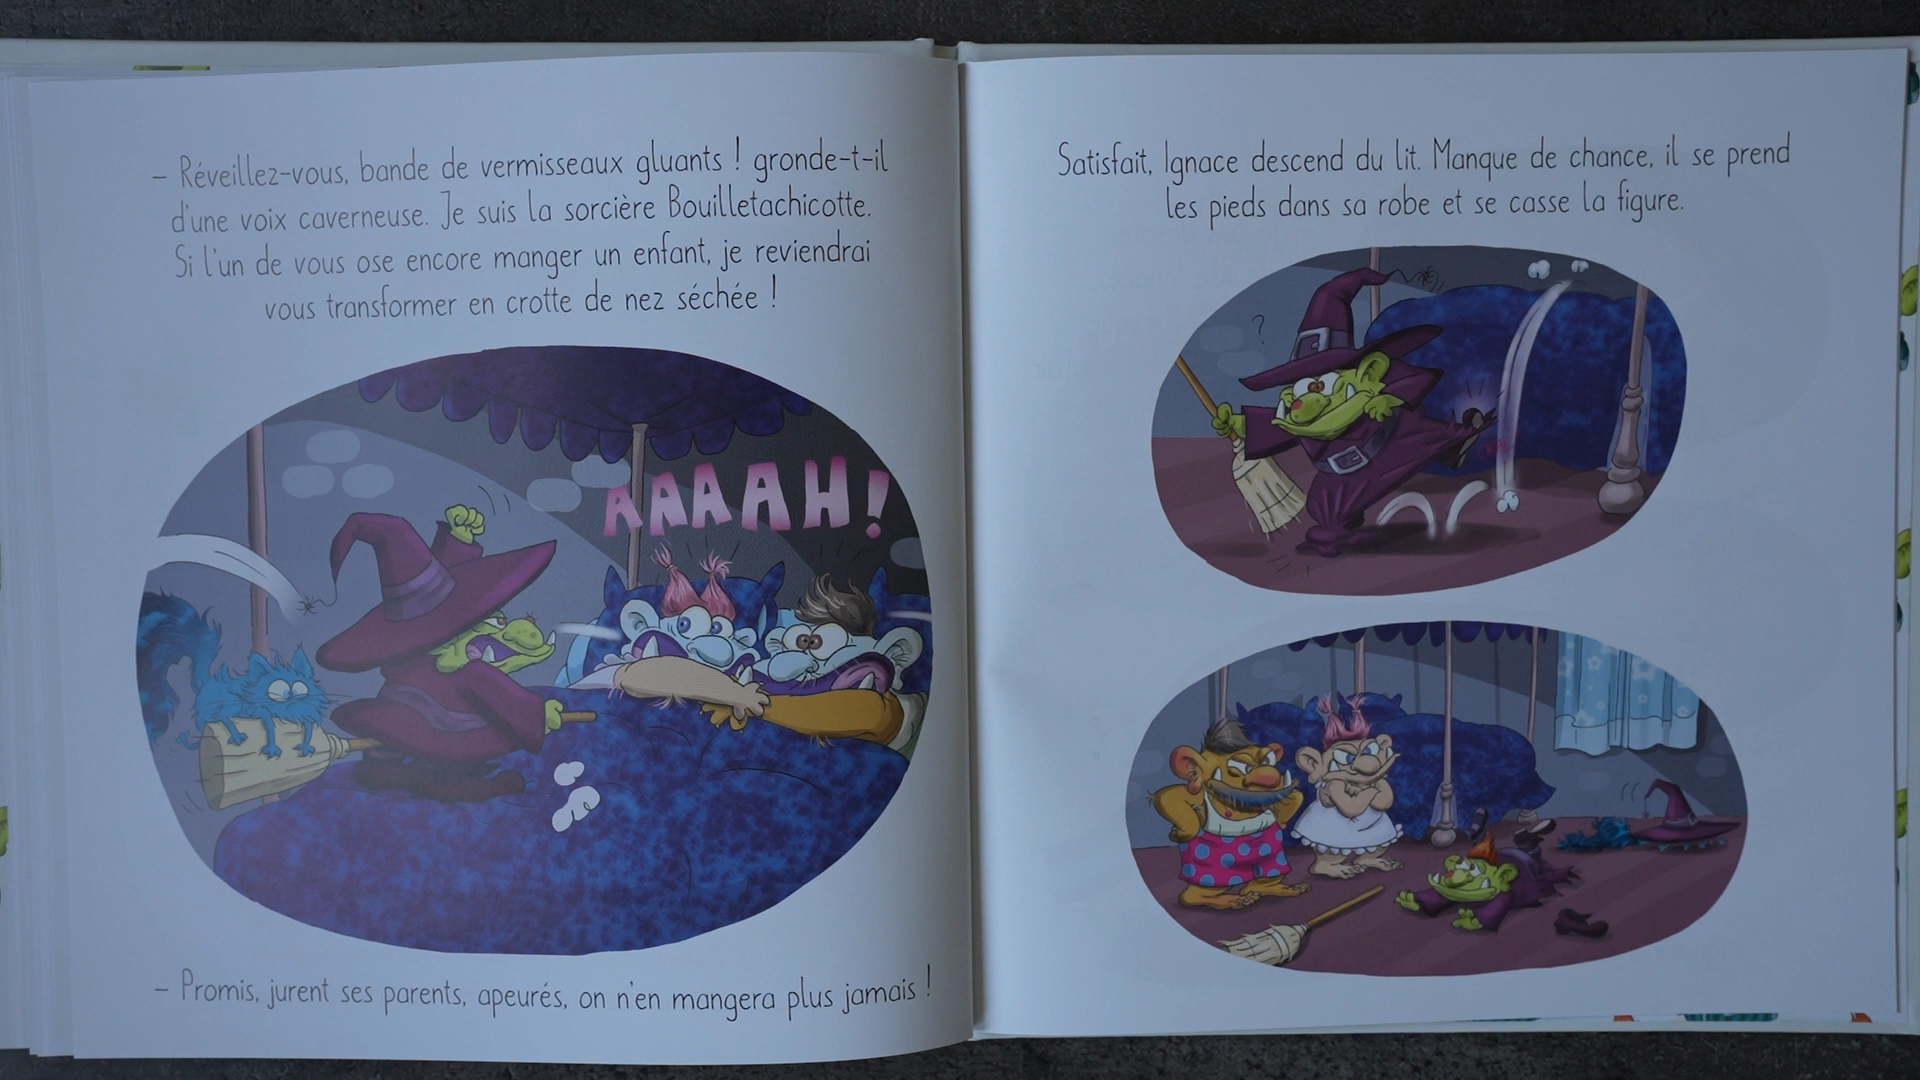 – Réveillez-vous, bande de vermisseaux gluants ! gronde-t-il
d'une voix caverneuse. Je suis la sorcière Bouilletachicotte.
Si l'un de vous ose encore manger un enfant, je reviendrai
vous transformer en crotte de nez séchée !
AAAAH!
– Promis, jurent ses parents, apeurés, on n'en mangera plus jamais !
Satisfait, Ignace descend du lit. Manque de chance, il se prend
les pieds dans sa robe et se casse la figure.
?